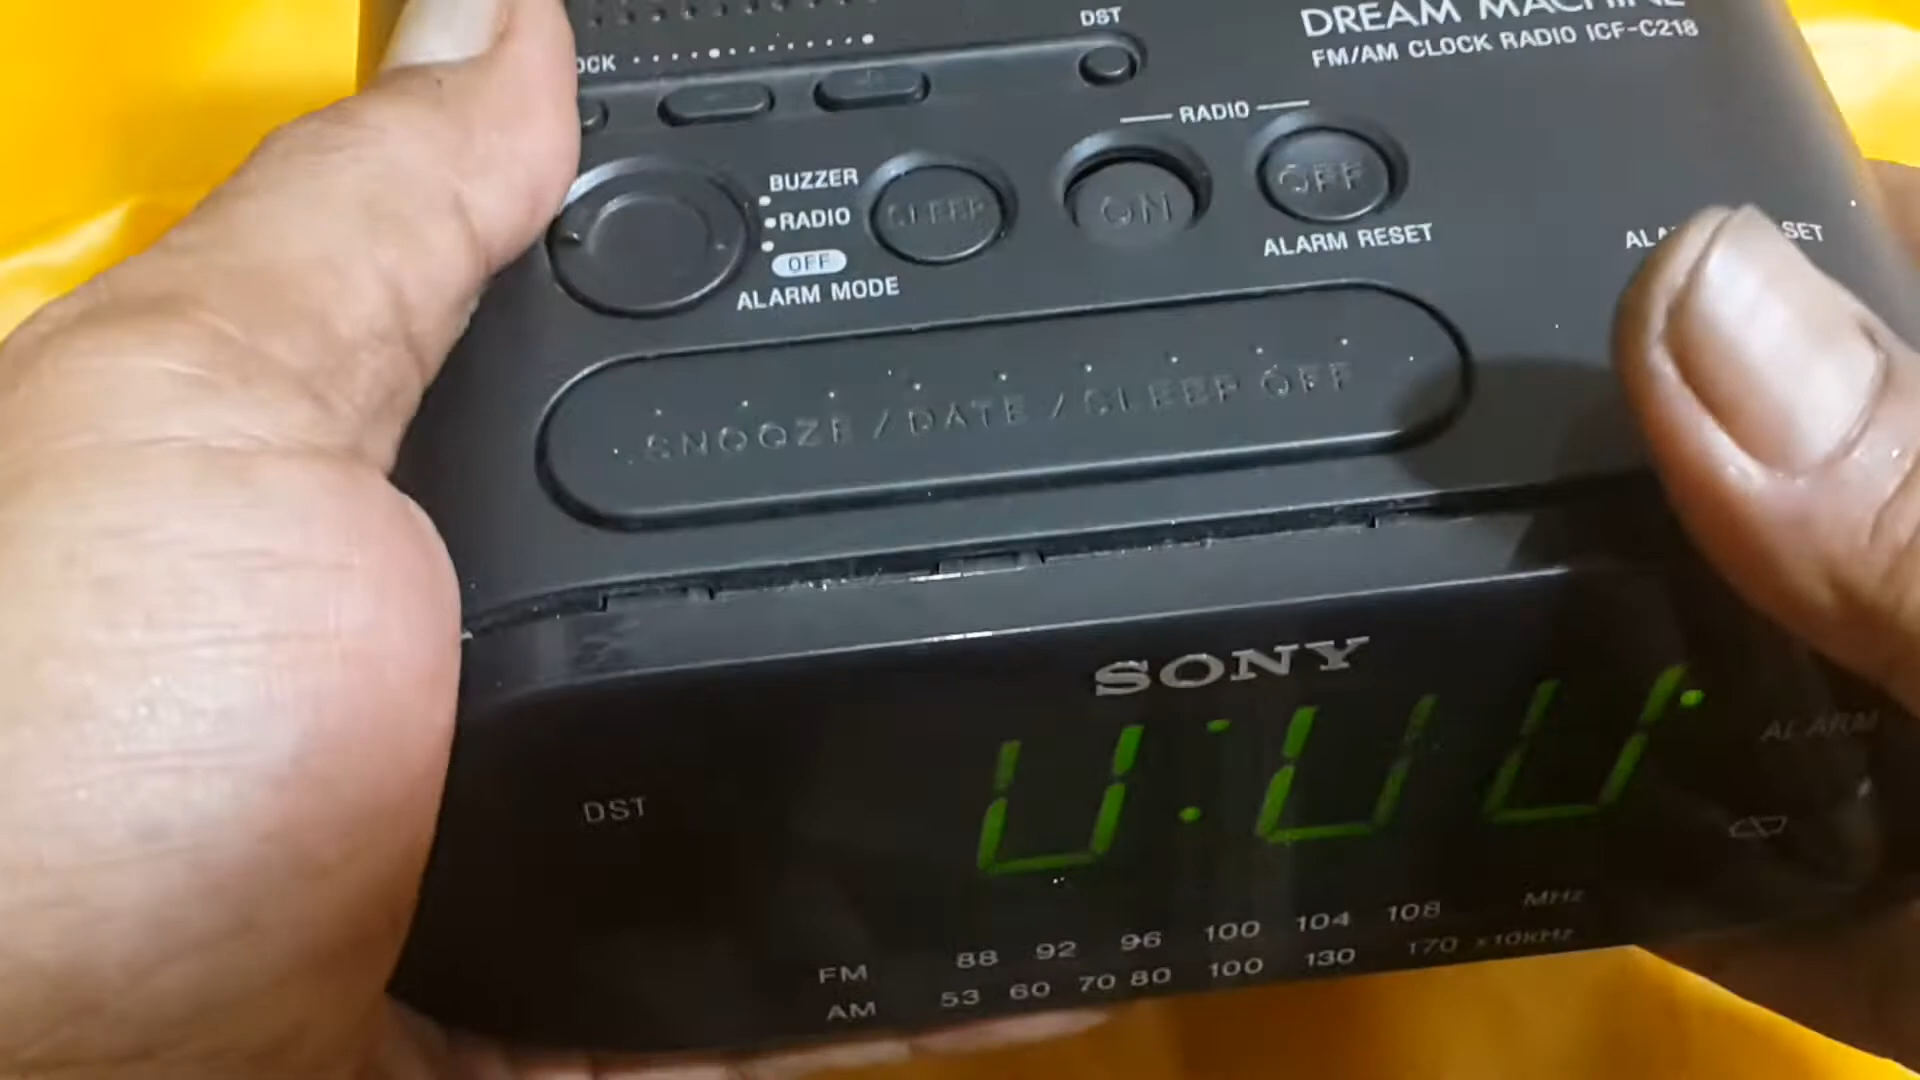 DST
DREAM MACHINE
FM/AM CLOCK RADIO ICF-C218
RADIO
BUZZER
RADIO
OFF
ALARM MODE
SLEEP
ON
OFF
ALARM RESET
SNOOZE / DATE / SLEEP OFF
SONY
DST
ALARM
FM 88 92 96 100 104 108 MHz
AM 53 60 70 80 100 130 170 x10kHz